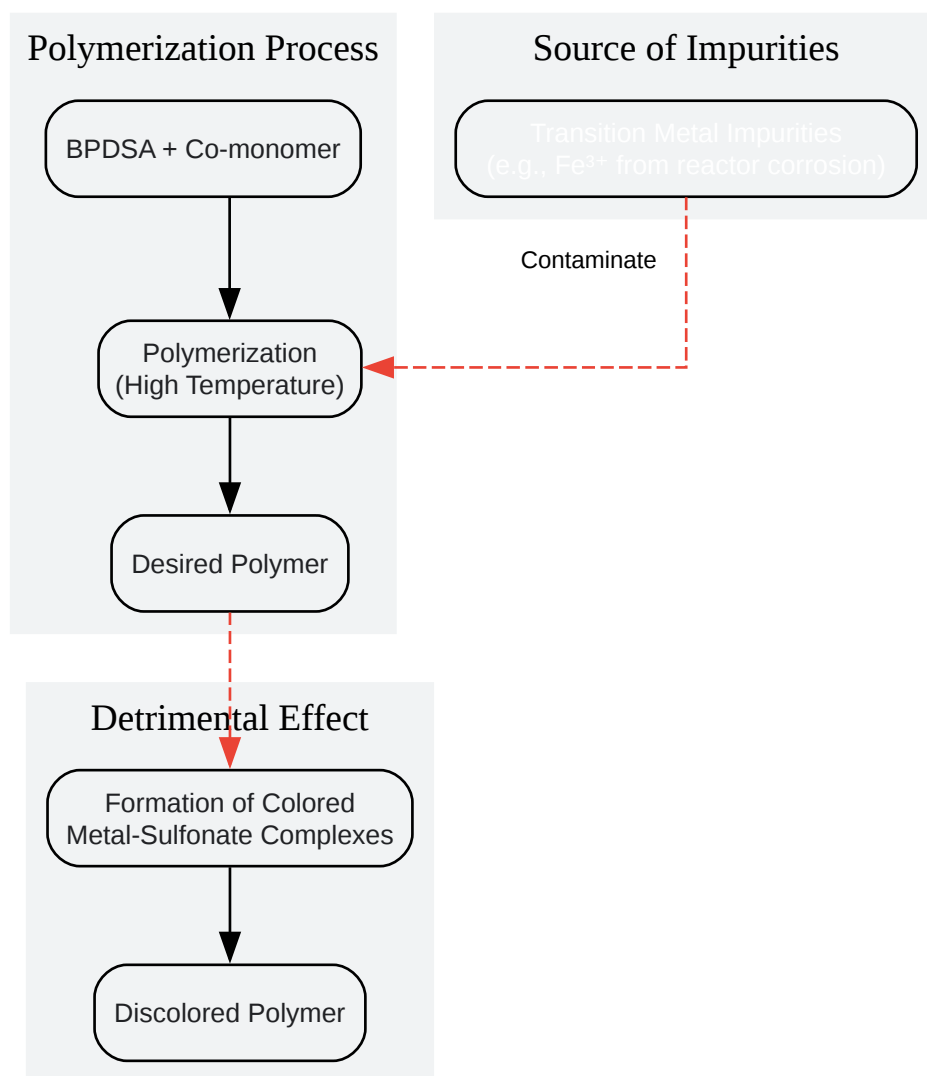 Polymerization Process
BPDSA + Co-monomer
Polymerization
(High Temperature)
Desired Polymer
Source of Impurities
Transition Metal Impurities
(e.g., Fe³⁺ from reactor corrosion)
Contaminate
Detrimental Effect
Formation of Colored
Metal-Sulfonate Complexes
Discolored Polymer